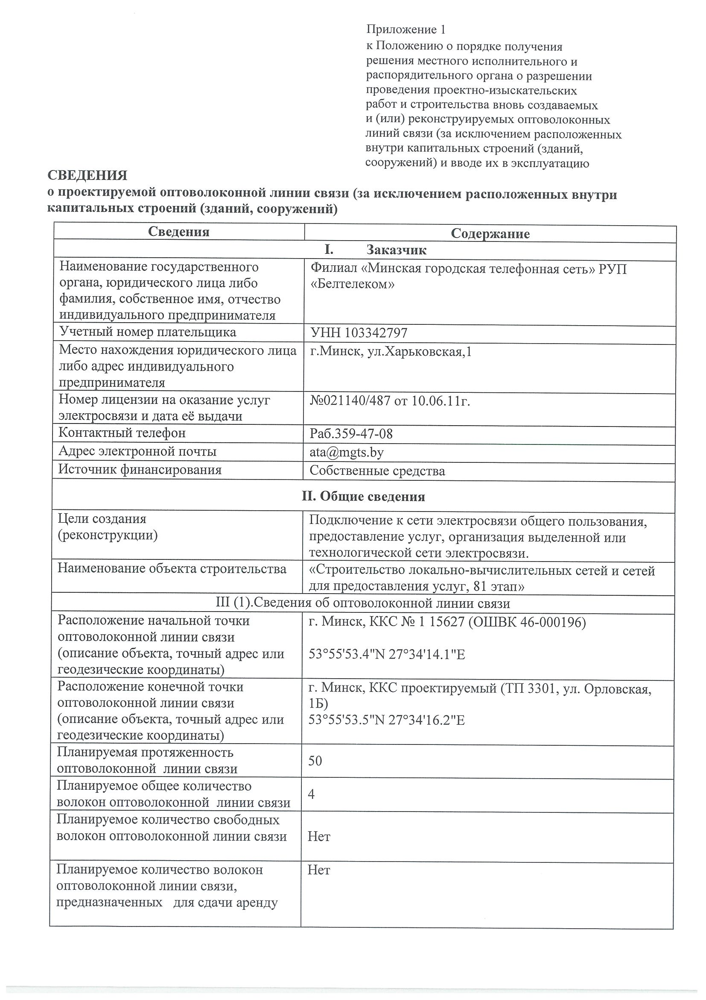 Приложение 1
к Положению о порядке получения
решения местного исполнительного и
распорядительного органа о разрешении
проведения проектно-изыскательских
работ и строительства вновь создаваемых
и (или) реконструируемых оптоволоконных
линий связи (за исключением расположенных
внутри капитальных строений (зданий,
сооружений) и вводе их в эксплуатацию
СВЕДЕНИЯ
о проектируемой оптоволоконной линии связи (за исключением расположенных внутри
капитальных строений (зданий, сооружений)
Сведения
Содержание
I. Заказчик
Наименование государственного
органа, юридического лица либо
фамилия, собственное имя, отчество
индивидуального предпринимателя
Филиал «Минская городская телефонная сеть» РУП
«Белтелеком»
Учетный номер плательщика
УНН 103342797
Место нахождения юридического лица
либо адрес индивидуального
предпринимателя
г.Минск, ул.Харьковская,1
Номер лицензии на оказание услуг
электросвязи и дата её выдачи
№021140/487 от 10.06.11г.
Контактный телефон
Раб.359-47-08
Адрес электронной почты
ata@mgts.by
Источник финансирования
Собственные средства
II. Общие сведения
Цели создания
(реконструкции)
Подключение к сети электросвязи общего пользования,
предоставление услуг, организация выделенной или
технологической сети электросвязи.
Наименование объекта строительства
«Строительство локально-вычислительных сетей и сетей
для предоставления услуг, 81 этап»
III (1).Сведения об оптоволоконной линии связи
Расположение начальной точки
оптоволоконной линии связи
(описание объекта, точный адрес или
геодезические координаты)
г. Минск, ККС № 1 15627 (ОШВК 46-000196)
53°55'53.4"N 27°34'14.1"E
Расположение конечной точки
оптоволоконной линии связи
(описание объекта, точный адрес или
геодезические координаты)
г. Минск, ККС проектируемый (ТП 3301, ул. Орловская,
1Б)
53°55'53.5"N 27°34'16.2"E
Планируемая протяженность
оптоволоконной линии связи
50
Планируемое общее количество
волокон оптоволоконной линии связи
4
Планируемое количество свободных
волокон оптоволоконной линии связи
Нет
Планируемое количество волокон
оптоволоконной линии связи,
предназначенных для сдачи аренду
Нет